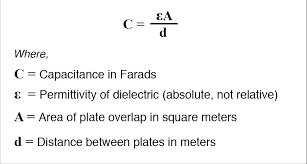 C = εA / d
Where,
C = Capacitance in Farads
ε = Permittivity of dielectric (absolute, not relative)
A = Area of plate overlap in square meters
d = Distance between plates in meters